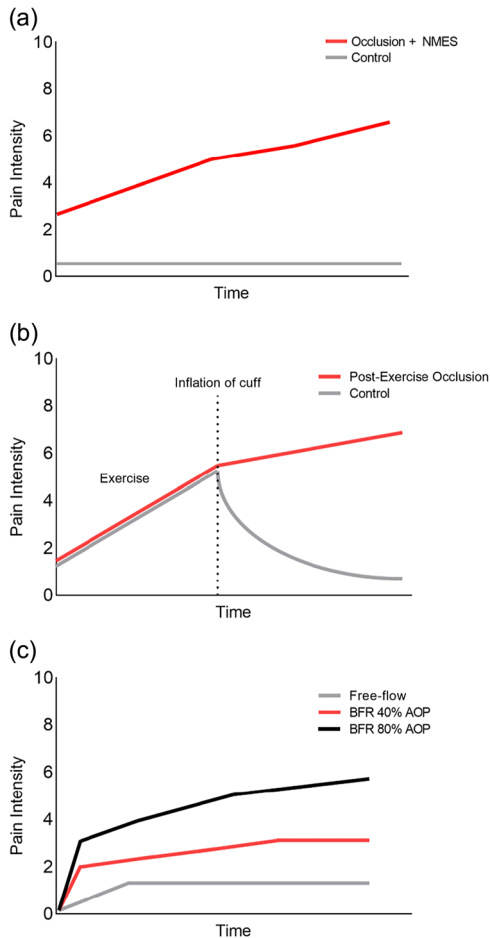 (a)
10
Occlusion + NMES
Control
8
6
4
2
0
Pain Intensity
Time
(b)
10
Post-Exercise Occlusion
Control
Inflation of cuff
8
6
Exercise
4
2
0
Pain Intensity
Time
(c)
10
Free-flow
BFR 40% AOP
BFR 80% AOP
8
6
4
2
0
Pain Intensity
Time